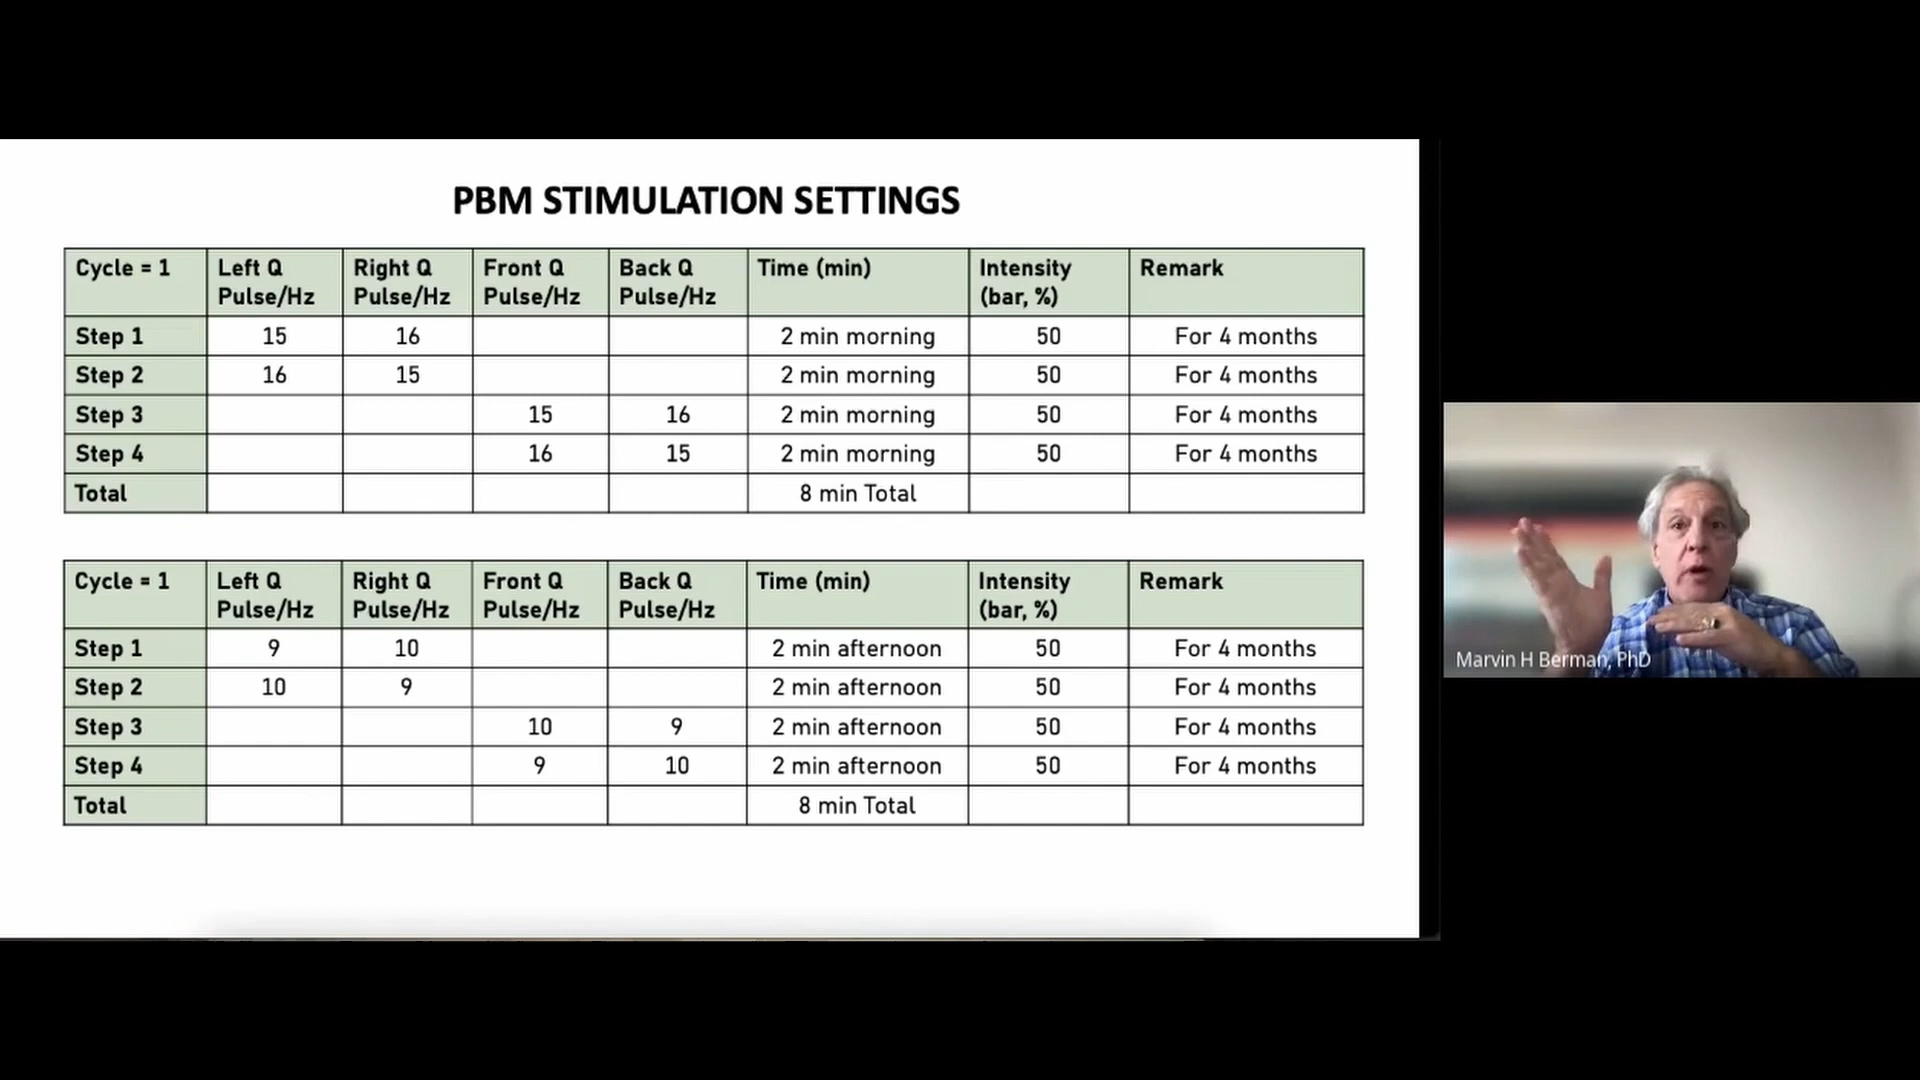 PBM STIMULATION SETTINGS
Cycle = 1 Left Q Pulse/Hz Right Q Pulse/Hz Front Q Pulse/Hz Back Q Pulse/Hz Time (min) Intensity (bar, %) Remark
Step 1 15 16 2 min morning 50 For 4 months
Step 2 16 15 2 min morning 50 For 4 months
Step 3 15 16 2 min morning 50 For 4 months
Step 4 16 15 2 min morning 50 For 4 months
Total 8 min Total
Cycle = 1 Left Q Pulse/Hz Right Q Pulse/Hz Front Q Pulse/Hz Back Q Pulse/Hz Time (min) Intensity (bar, %) Remark
Step 1 9 10 2 min afternoon 50 For 4 months
Step 2 10 9 2 min afternoon 50 For 4 months
Step 3 10 9 2 min afternoon 50 For 4 months
Step 4 9 10 2 min afternoon 50 For 4 months
Total 8 min Total
Marvin H Berman, PhD